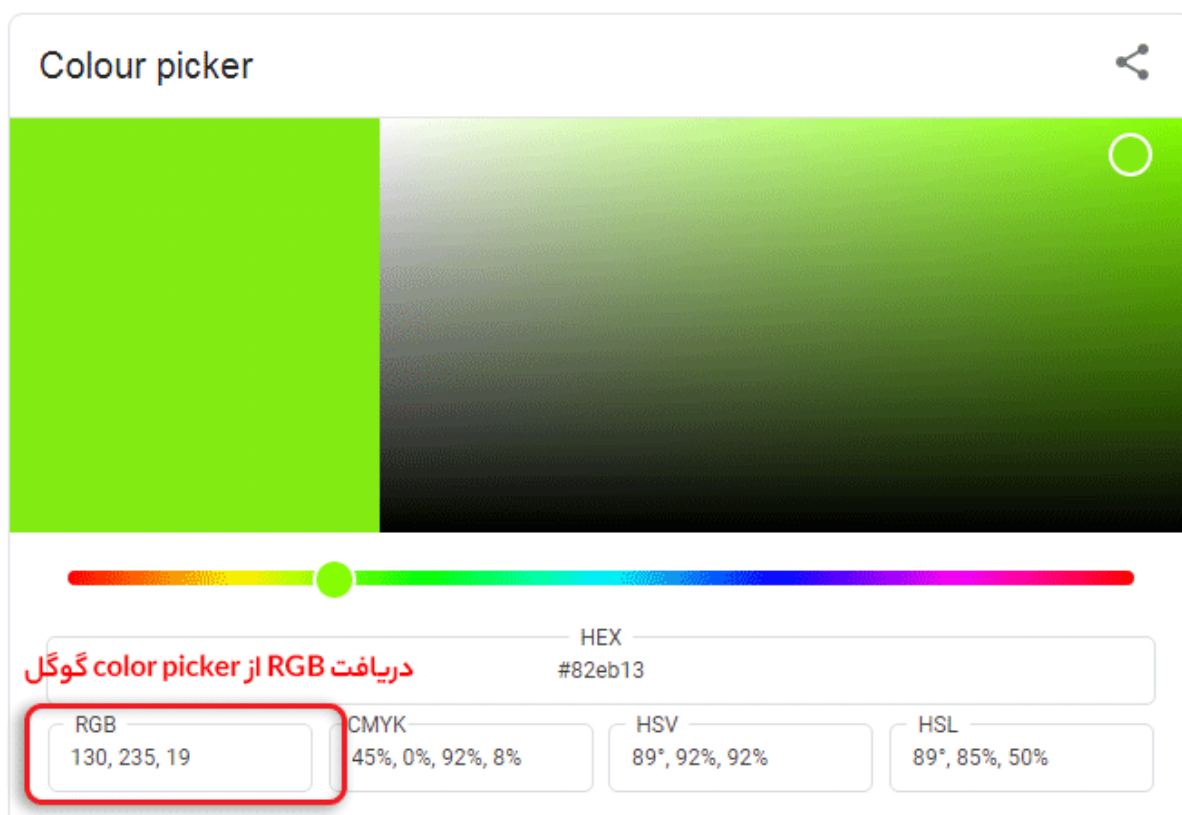 Colour picker
HEX
دریافت RGB از color picker گوگل
#82eb13
RGB
CMYK
HSV
HSL
130, 235, 19
45%, 0%, 92%, 8%
89°, 92%, 92%
89°, 85%, 50%